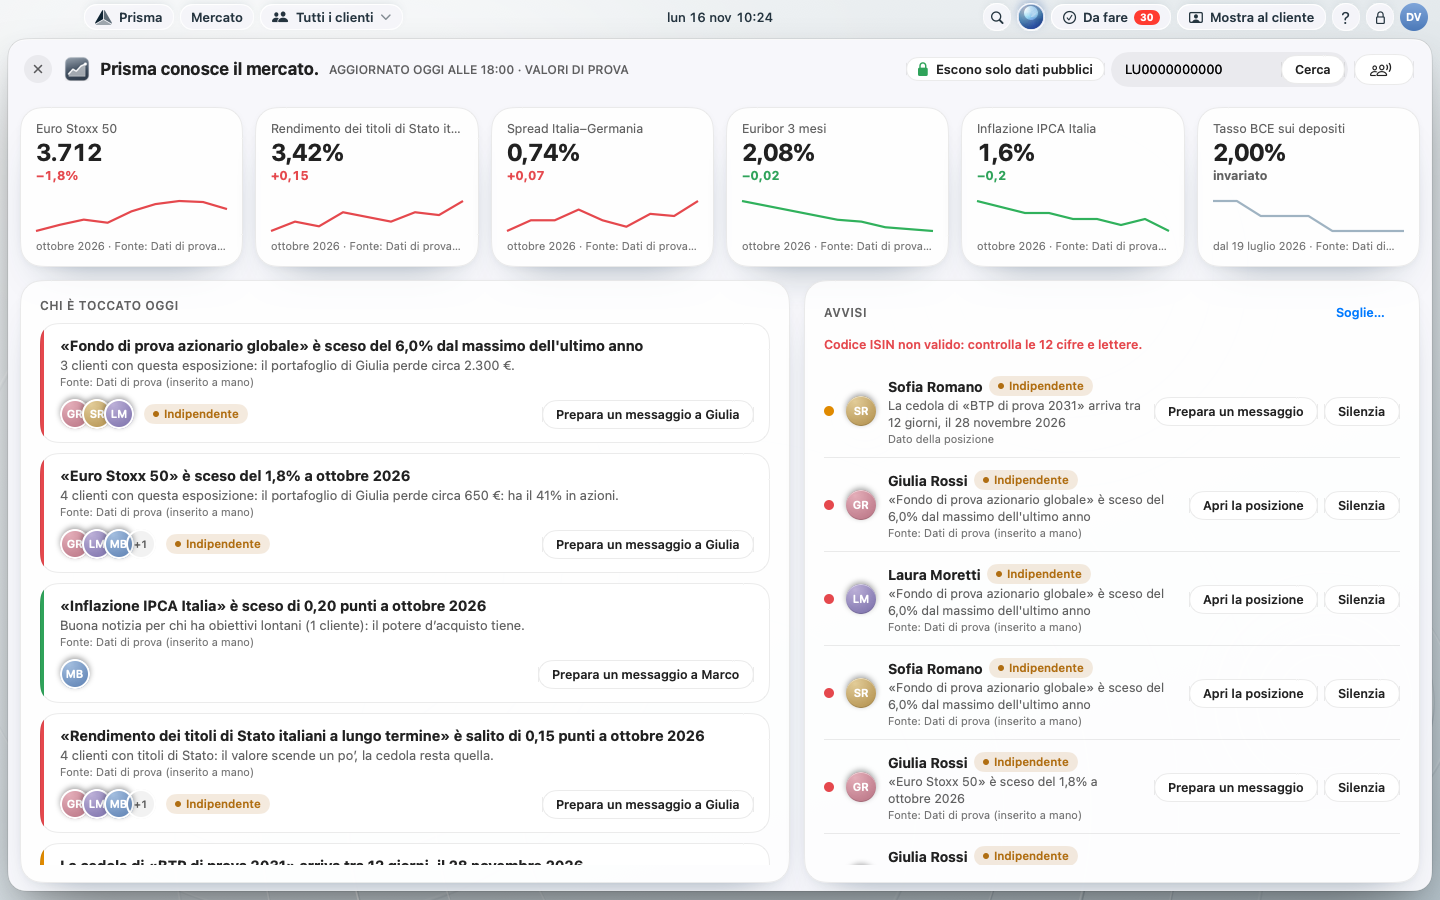 Prisma
Mercato
Tutti i clienti
lun 16 nov 10:24
Da fare 30
Mostra al cliente
?
DV
Prisma conosce il mercato.
AGGIORNATO OGGI ALLE 18:00 · VALORI DI PROVA
Escono solo dati pubblici
LU0000000000
Cerca
Euro Stoxx 50
3.712
−1,8%
ottobre 2026 · Fonte: Dati di prova...
Rendimento dei titoli di Stato it...
3,42%
+0,15
ottobre 2026 · Fonte: Dati di prova...
Spread Italia–Germania
0,74%
+0,07
ottobre 2026 · Fonte: Dati di prova...
Euribor 3 mesi
2,08%
−0,02
ottobre 2026 · Fonte: Dati di prova...
Inflazione IPCA Italia
1,6%
−0,2
ottobre 2026 · Fonte: Dati di prova...
Tasso BCE sui depositi
2,00%
invariato
dal 19 luglio 2026 · Fonte: Dati di...
CHI È TOCCATO OGGI
«Fondo di prova azionario globale» è sceso del 6,0% dal massimo dell'ultimo anno
3 clienti con questa esposizione: il portafoglio di Giulia perde circa 2.300 €.
Fonte: Dati di prova (inserito a mano)
GR SR LM Indipendente
Prepara un messaggio a Giulia
«Euro Stoxx 50» è sceso del 1,8% a ottobre 2026
4 clienti con questa esposizione: il portafoglio di Giulia perde circa 650 €: ha il 41% in azioni.
Fonte: Dati di prova (inserito a mano)
GR LM MB +1 Indipendente
Prepara un messaggio a Giulia
«Inflazione IPCA Italia» è sceso di 0,20 punti a ottobre 2026
Buona notizia per chi ha obiettivi lontani (1 cliente): il potere d’acquisto tiene.
Fonte: Dati di prova (inserito a mano)
MB
Prepara un messaggio a Marco
«Rendimento dei titoli di Stato italiani a lungo termine» è salito di 0,15 punti a ottobre 2026
4 clienti con titoli di Stato: il valore scende un po’, la cedola resta quella.
Fonte: Dati di prova (inserito a mano)
GR LM MB +1 Indipendente
Prepara un messaggio a Giulia
La cedola di «BTP di prova 2031» arriva tra 12 giorni, il 28 novembre 2026
AVVISI
Soglie...
Codice ISIN non valido: controlla le 12 cifre e lettere.
SR
Sofia Romano Indipendente
La cedola di «BTP di prova 2031» arriva tra
12 giorni, il 28 novembre 2026
Dato della posizione
Prepara un messaggio
Silenzia
GR
Giulia Rossi Indipendente
«Fondo di prova azionario globale» è sceso del
6,0% dal massimo dell'ultimo anno
Fonte: Dati di prova (inserito a mano)
Apri la posizione
Silenzia
LM
Laura Moretti Indipendente
«Fondo di prova azionario globale» è sceso del
6,0% dal massimo dell'ultimo anno
Fonte: Dati di prova (inserito a mano)
Apri la posizione
Silenzia
SR
Sofia Romano Indipendente
«Fondo di prova azionario globale» è sceso del
6,0% dal massimo dell'ultimo anno
Fonte: Dati di prova (inserito a mano)
Apri la posizione
Silenzia
GR
Giulia Rossi Indipendente
«Euro Stoxx 50» è sceso del 1,8% a
ottobre 2026
Fonte: Dati di prova (inserito a mano)
Prepara un messaggio
Silenzia
Giulia Rossi Indipendente